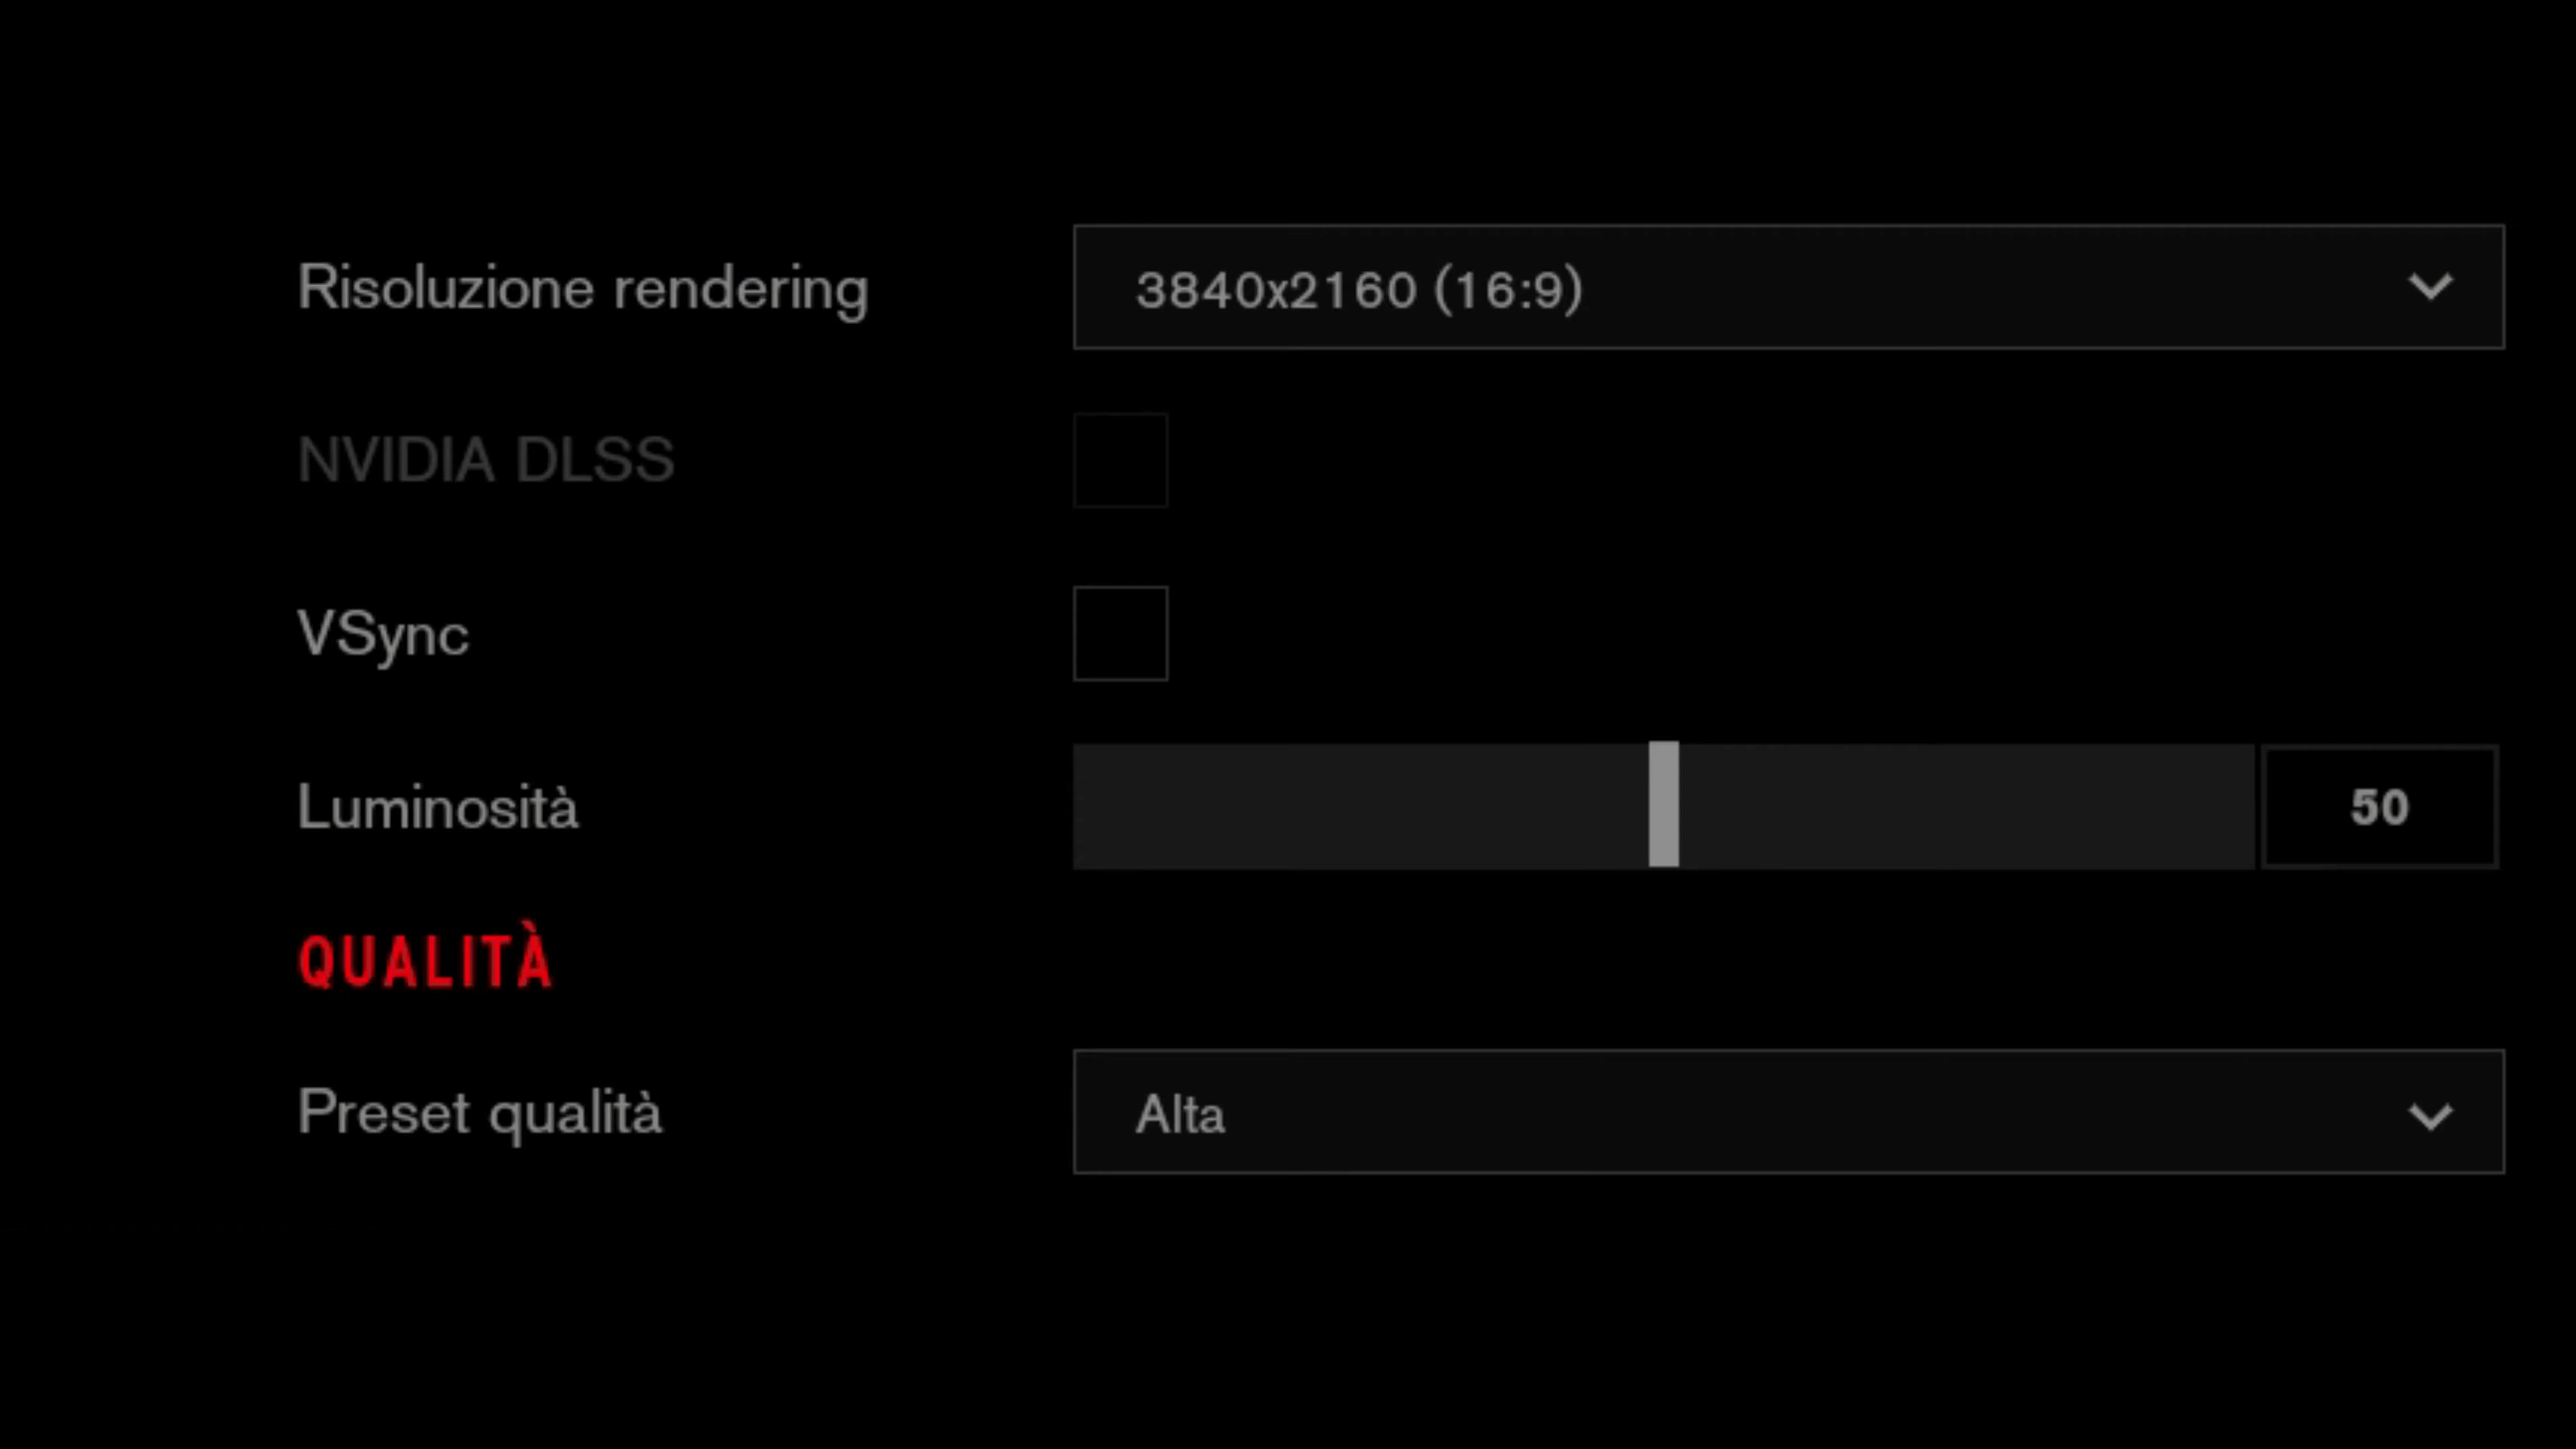 Risoluzione rendering 3840x2160 (16:9)
NVIDIA DLSS
VSync
Luminosità 50
QUALITÀ
Preset qualità Alta